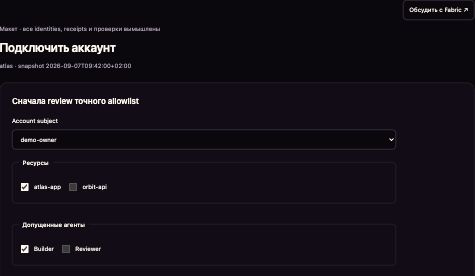 Обсудить с Fabric ↗
Макет · все identities, receipts и проверки вымышлены
Подключить аккаунт
atlas · snapshot 2026-09-07T09:42:00+02:00
Сначала review точного allowlist
Account subject
demo-owner
Ресурсы
atlas-app orbit-api
Допущенные агенты
Builder Reviewer